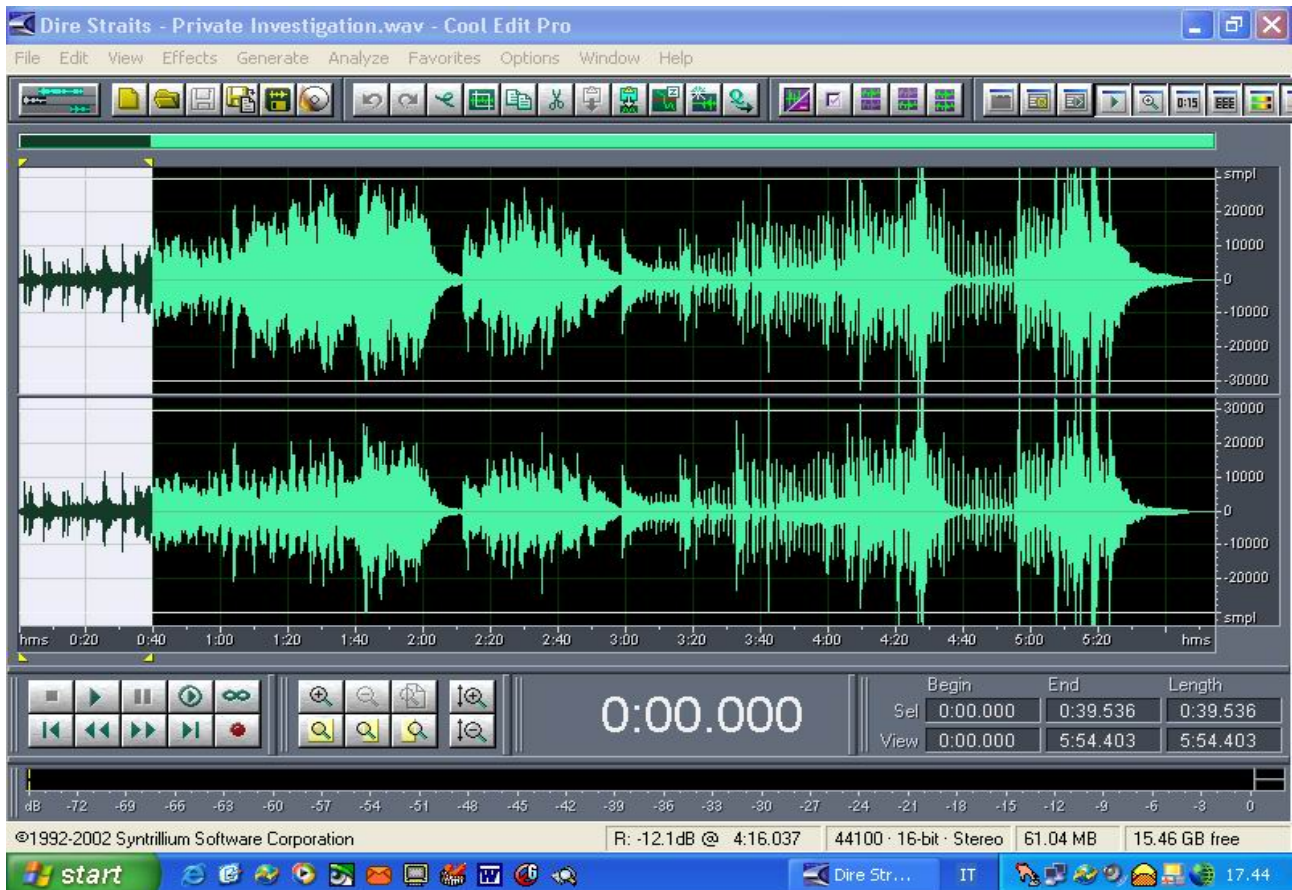 Dire Straits - Private Investigation.wav - Cool Edit Pro
File Edit View Effects Generate Analyze Favorites Options Window Help
0:15
smpl
20000
10000
0
-10000
-20000
-30000
30000
20000
10000
0
-10000
-20000
smpl
hms 0:20 0:40 1:00 1:20 1:40 2:00 2:20 2:40 3:00 3:20 3:40 4:00 4:20 4:40 5:00 5:20 hms
0:00.000
Begin End Length
Sel 0:00.000 0:39.536 0:39.536
View 0:00.000 5:54.403 5:54.403
dB -72 -69 -66 -63 -60 -57 -54 -51 -48 -45 -42 -39 -36 -33 -30 -27 -24 -21 -18 -15 -12 -9 -6 -3 0
©1992-2002 Syntrillium Software Corporation R: -12.1dB @ 4:16.037 44100 · 16-bit · Stereo 61.04 MB 15.46 GB free
start Dire Str... IT 17.44